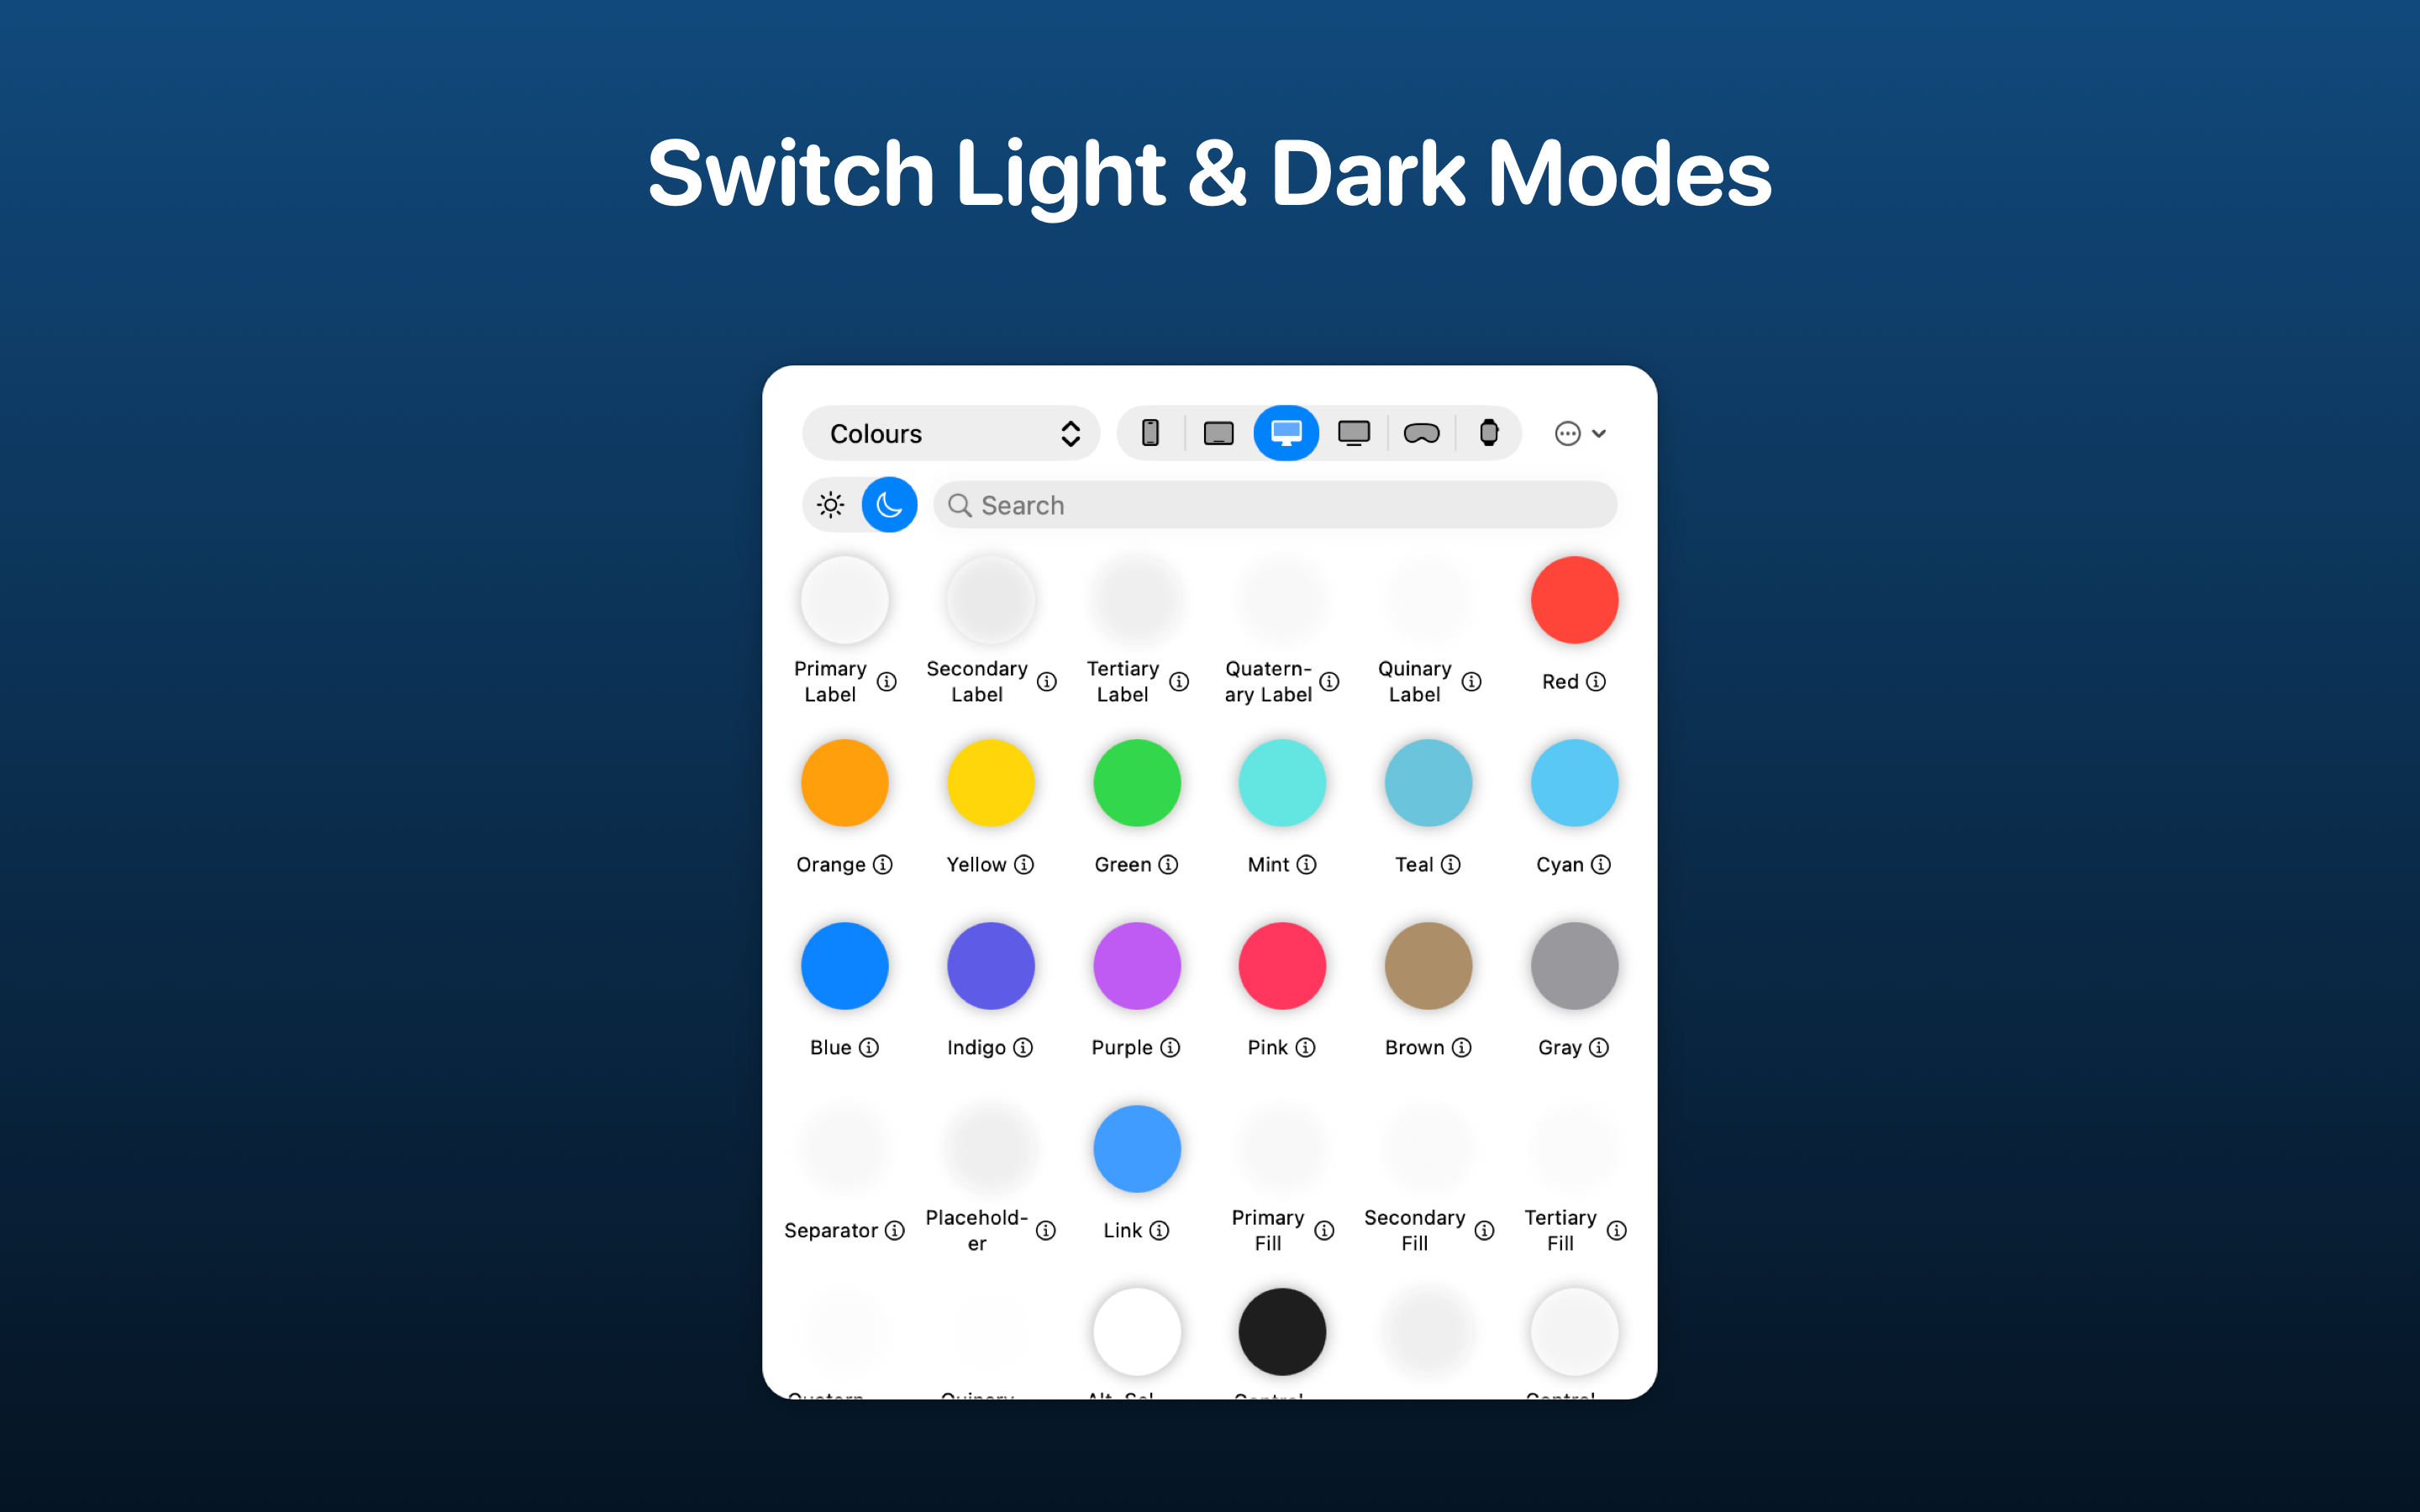 Switch Light & Dark Modes
Colours
Search
Primary
Label
Secondary
Label
Tertiary
Label
Quatern-
ary Label
Quinary
Label
Red
Orange
Yellow
Green
Mint
Teal
Cyan
Blue
Indigo
Purple
Pink
Brown
Gray
Separator
Placehold-
er
Link
Primary
Fill
Secondary
Fill
Tertiary
Fill